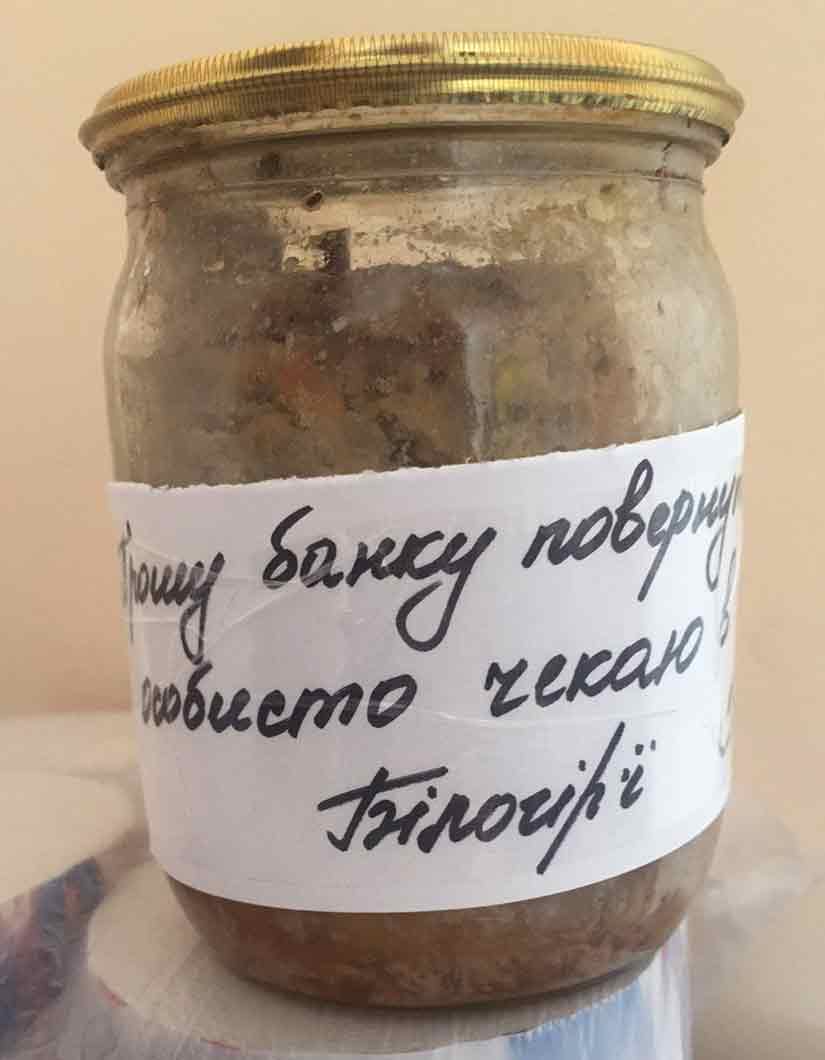 Прошу банку поверну
особисто чекаю в
Білогір'ї